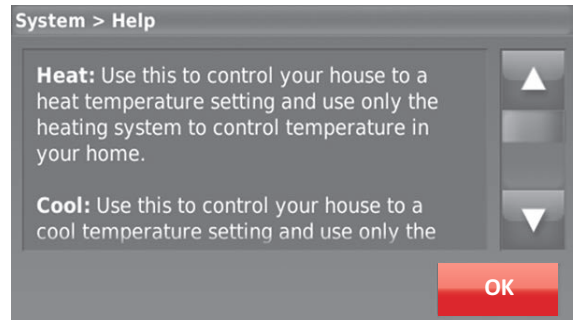 System > Help
Heat: Use this to control your house to a
heat temperature setting and use only the
heating system to control temperature in
your home.
Cool: Use this to control your house to a
cool temperature setting and use only the
OK